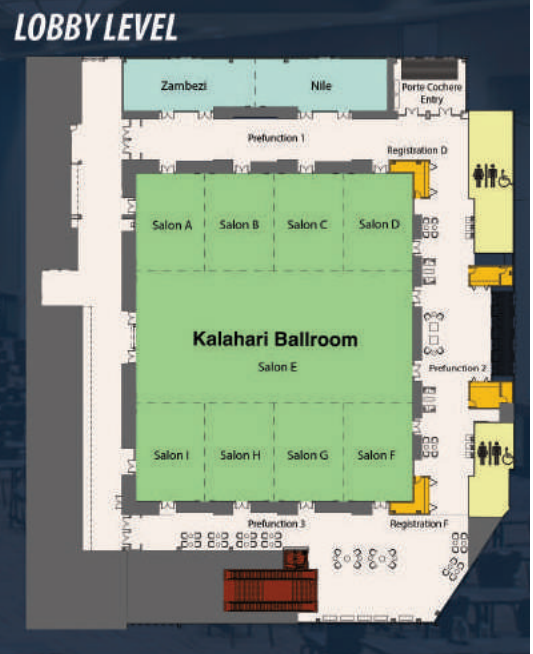 LOBBY LEVEL
Zambezi
Nile
Porte Cochere
Entry
Prefunction 1
Registration D
Salon A
Salon B
Salon C
Salon D
Kalahari Ballroom
Salon E
Prefunction 2
Salon I
Salon H
Salon G
Salon F
Prefunction 3
Registration F